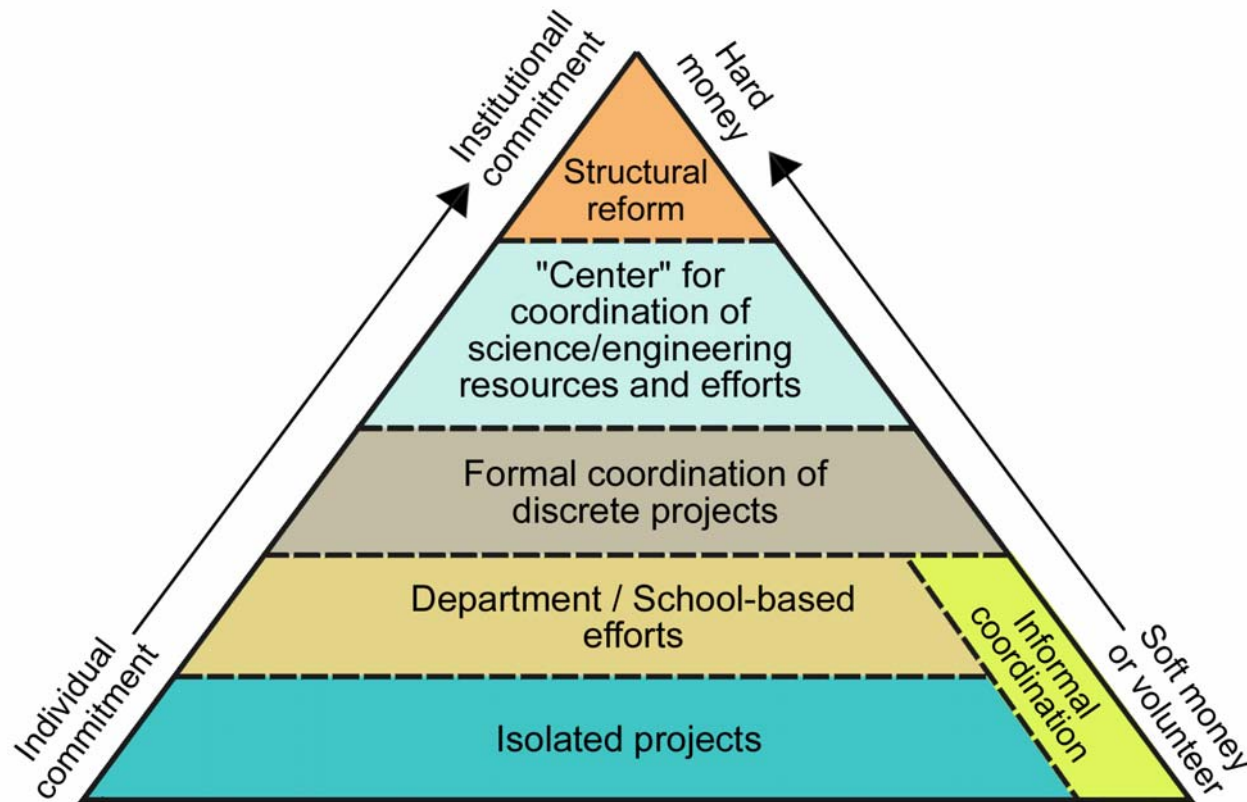 Institutionall
commitment
Hard
money
Structural
reform
"Center" for
coordination of
science/engineering
resources and efforts
Formal coordination of
discrete projects
Department / School-based
efforts
Informal
coordination
Isolated projects
Individual
commitment
Soft money
or volunteer